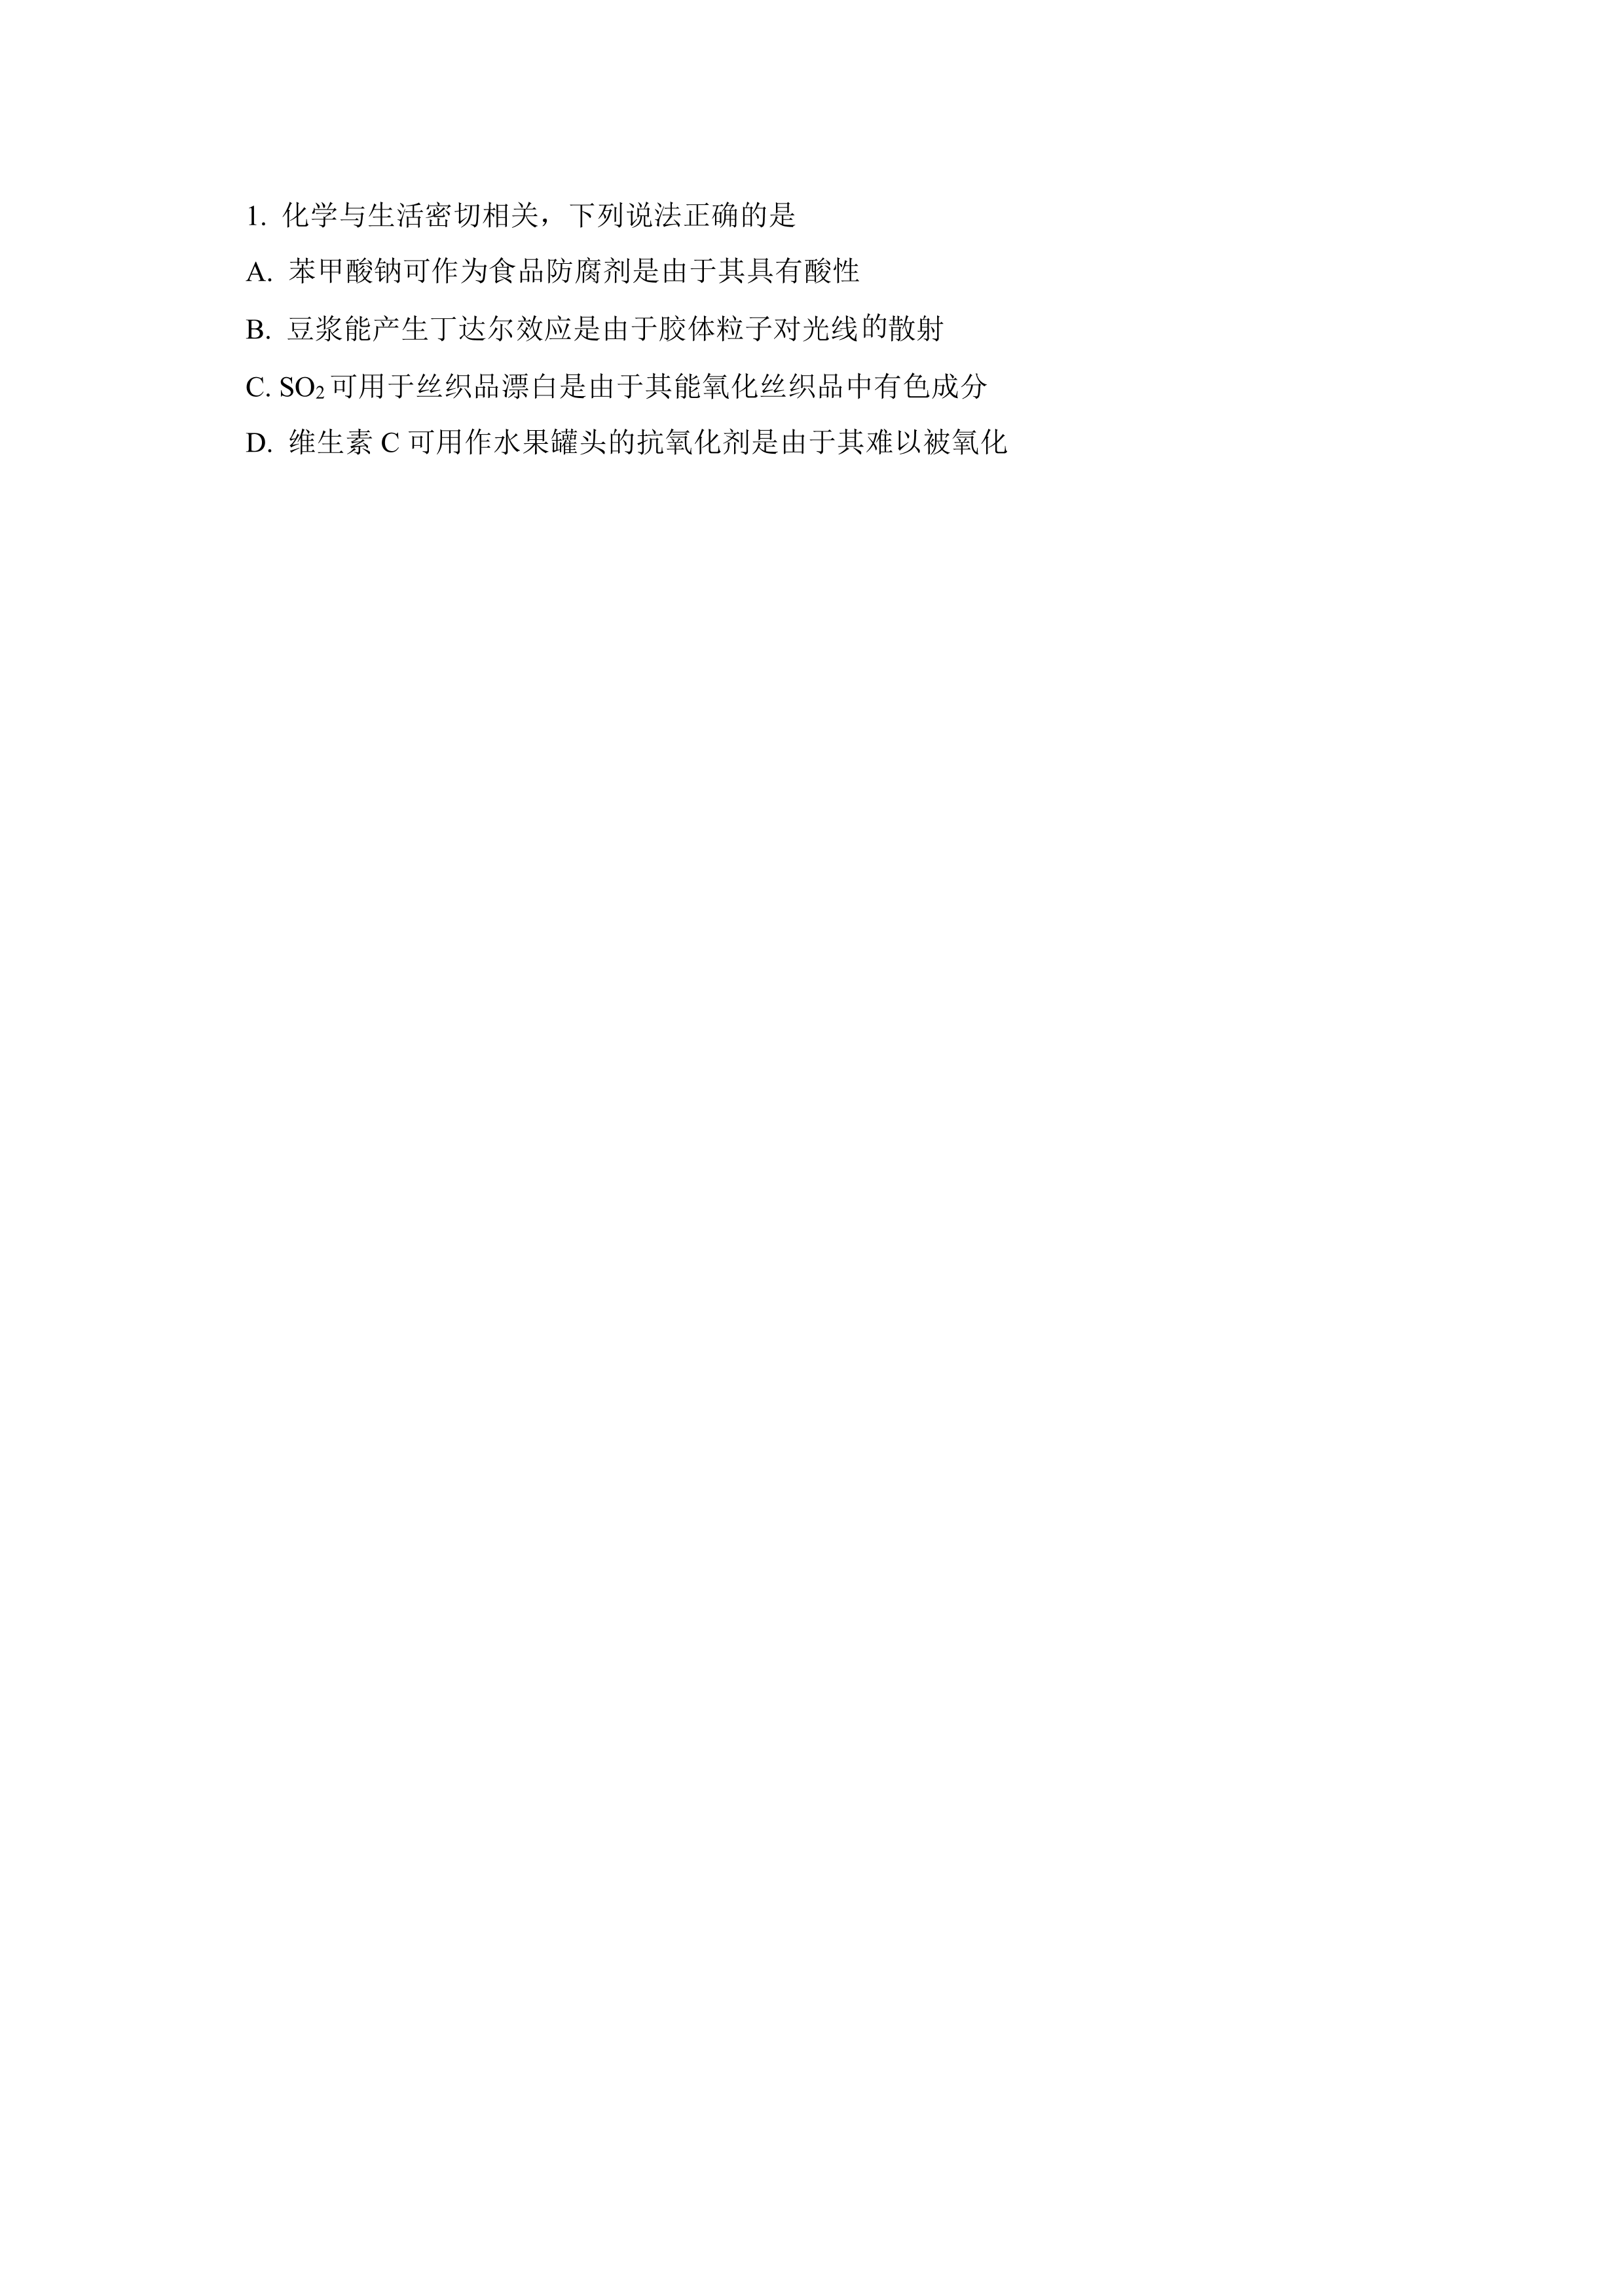 1. 化学与生活密切相关，下列说法正确的是
A. 苯甲酸钠可作为食品防腐剂是由于其具有酸性
B. 豆浆能产生丁达尔效应是由于胶体粒子对光线的散射
C. SO₂可用于丝织品漂白是由于其能氧化丝织品中有色成分
D. 维生素 C 可用作水果罐头的抗氧化剂是由于其难以被氧化